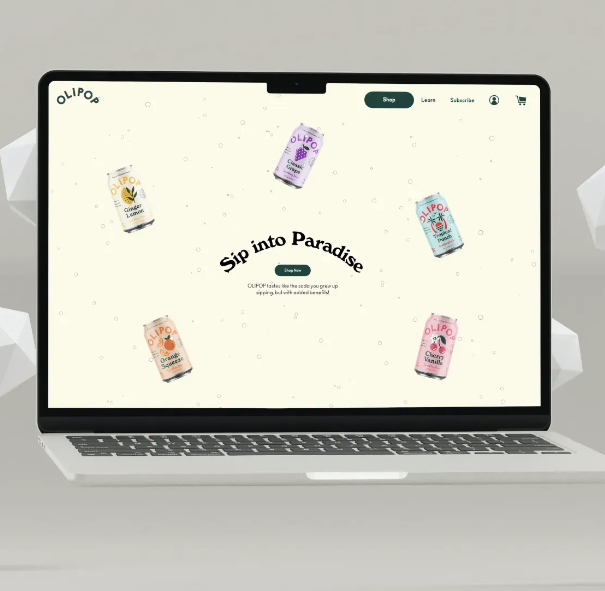 OLIPOP
Shop
Learn
Subscribe
OLIPOP
Classic
Grape
OLIPOP
Ginger
Lemon
OLIPOP
Tropical
Punch
Sip into Paradise
Shop Now
OLIPOP tastes like the soda you grew up
sipping, but with added benefits!
OLIPOP
Orange
Squeeze
OLIPOP
Cherry
Vanilla